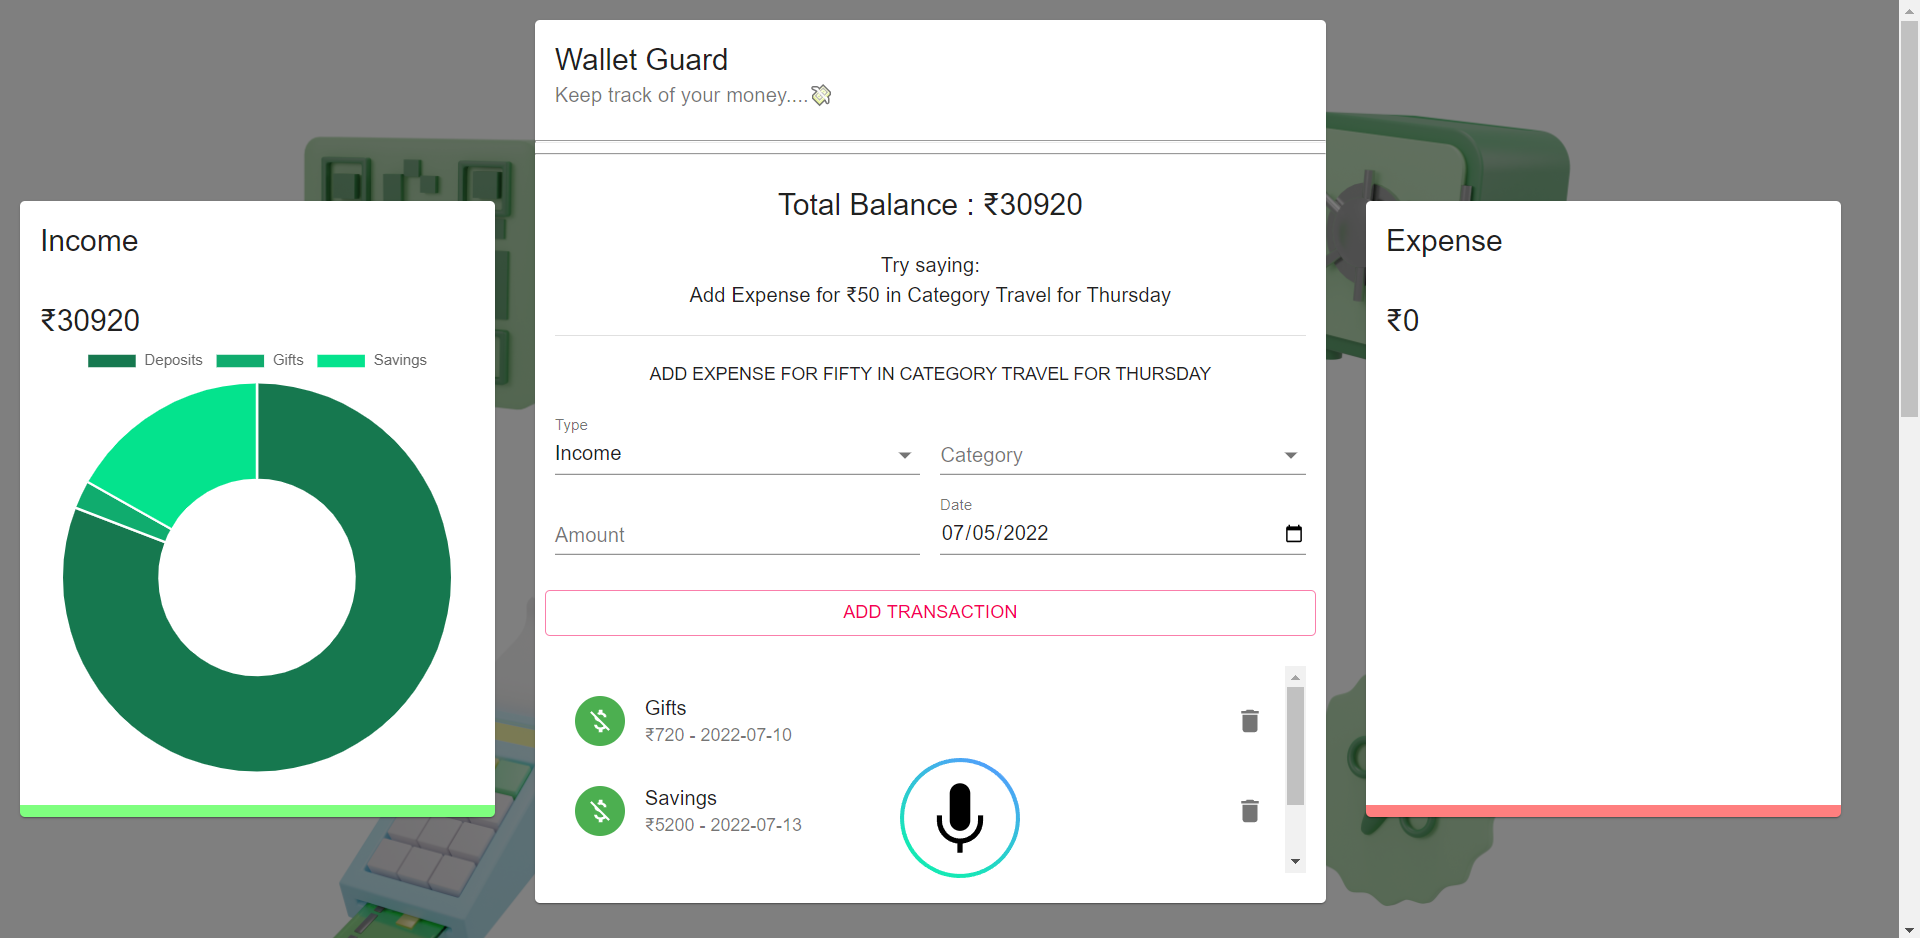 Wallet Guard
Keep track of your money....💸
Total Balance : ₹30920
Try saying:
Add Expense for ₹50 in Category Travel for Thursday
ADD EXPENSE FOR FIFTY IN CATEGORY TRAVEL FOR THURSDAY
Type
Income
Category
Amount
Date
07/05/2022
ADD TRANSACTION
Gifts
₹720 - 2022-07-10
Savings
₹5200 - 2022-07-13
Income
₹30920
Deposits Gifts Savings
Expense
₹0